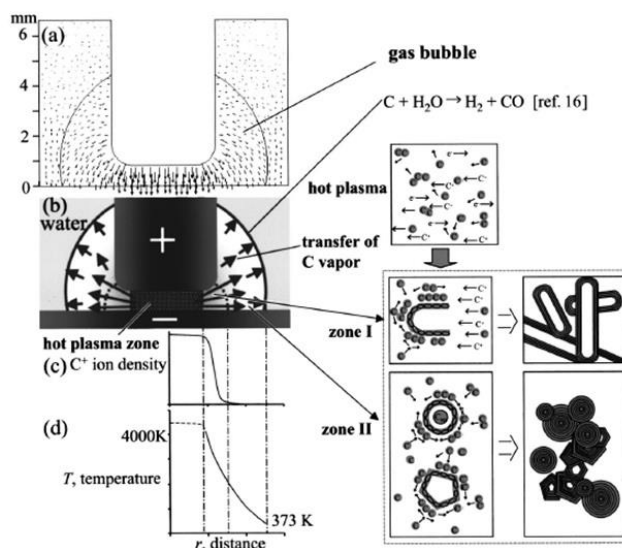 mm
6
4
2
0
(a)
gas bubble
C + H₂O → H₂ + CO [ref. 16]
hot plasma
e⁻
C⁺
(b)
water
+
transfer of
C vapor
−
hot plasma zone
zone I
C⁺
(c)
C⁺ ion density
zone II
(d)
4000K
T, temperature
373 K
r, distance